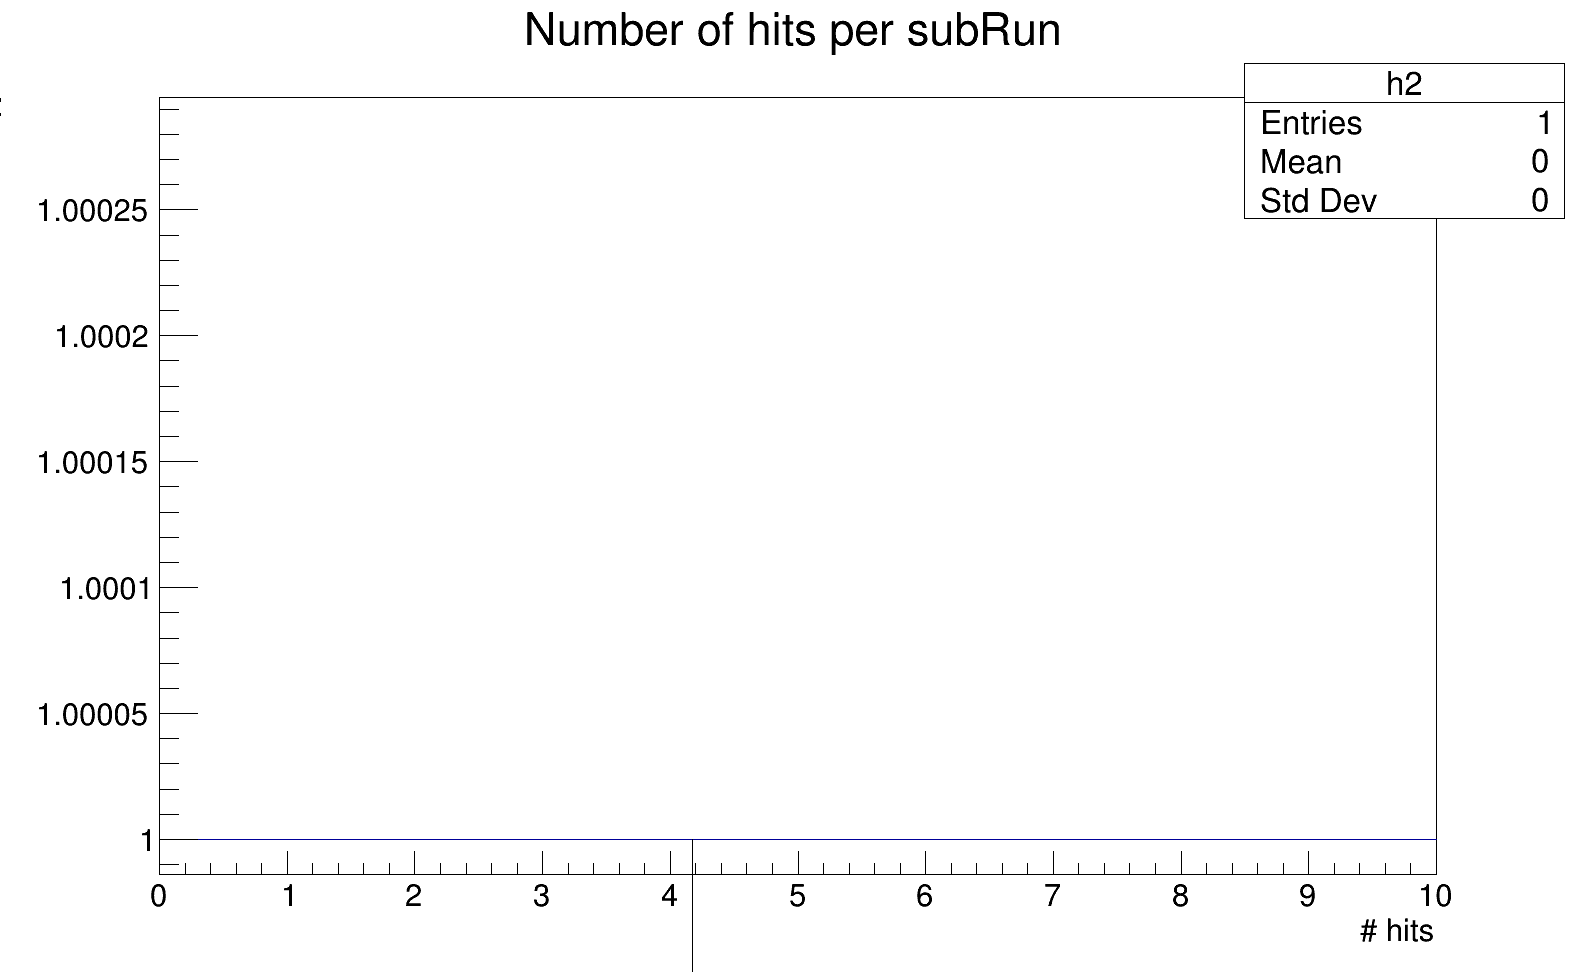 Number of hits per subRun
h2
Entries 1
Mean 0
Std Dev 0
1.00025
1.0002
1.00015
1.0001
1.00005
1
0 1 2 3 4 5 6 7 8 9 10
# hits